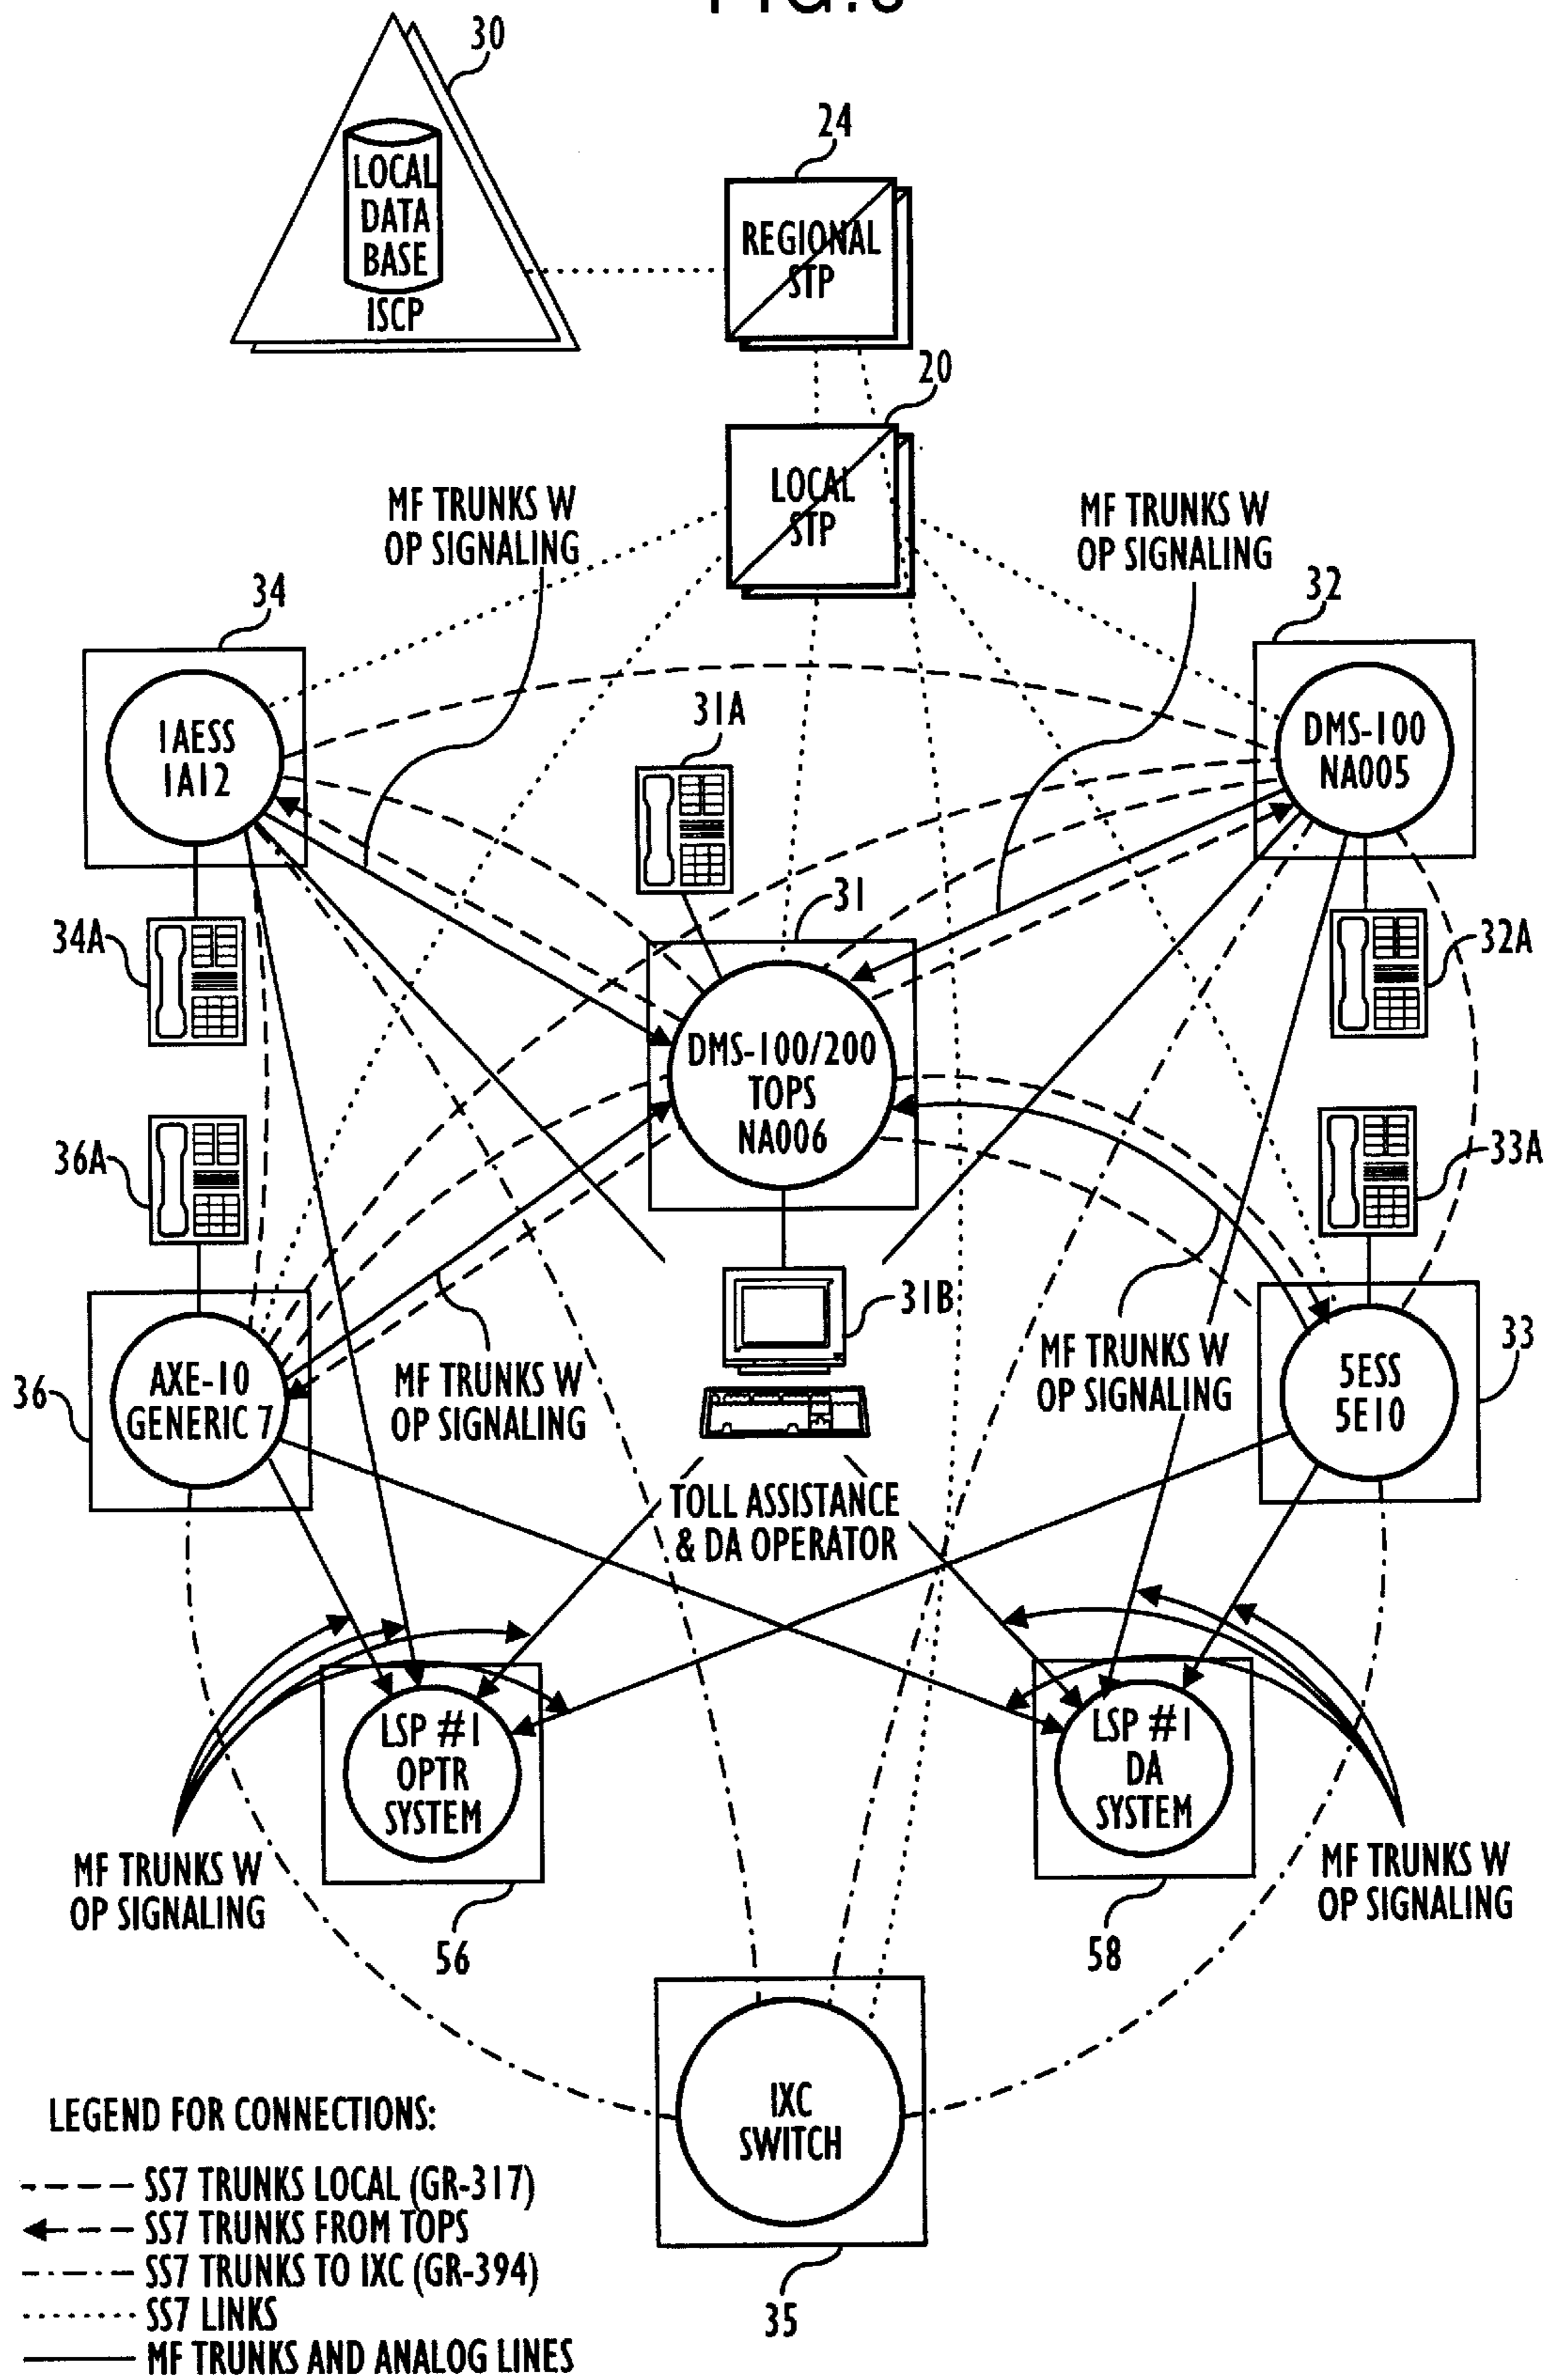 30
LOCAL
DATA
BASE
ISCP
24
REGIONAL
STP
20
LOCAL
STP
MF TRUNKS W
OP SIGNALING
MF TRUNKS W
OP SIGNALING
34
1AESS
1A12
32
DMS-100
NA005
31A
31
34A
32A
DMS-100/200
TOPS
NA006
36A
33A
31B
36
AXE-10
GENERIC 7
MF TRUNKS W
OP SIGNALING
MF TRUNKS W
OP SIGNALING
33
5ESS
5E10
TOLL ASSISTANCE
& DA OPERATOR
LSP #1
OPTR
SYSTEM
LSP #1
DA
SYSTEM
MF TRUNKS W
OP SIGNALING
56
58
MF TRUNKS W
OP SIGNALING
IXC
SWITCH
35
LEGEND FOR CONNECTIONS:
SS7 TRUNKS LOCAL (GR-317)
SS7 TRUNKS FROM TOPS
SS7 TRUNKS TO IXC (GR-394)
SS7 LINKS
MF TRUNKS AND ANALOG LINES